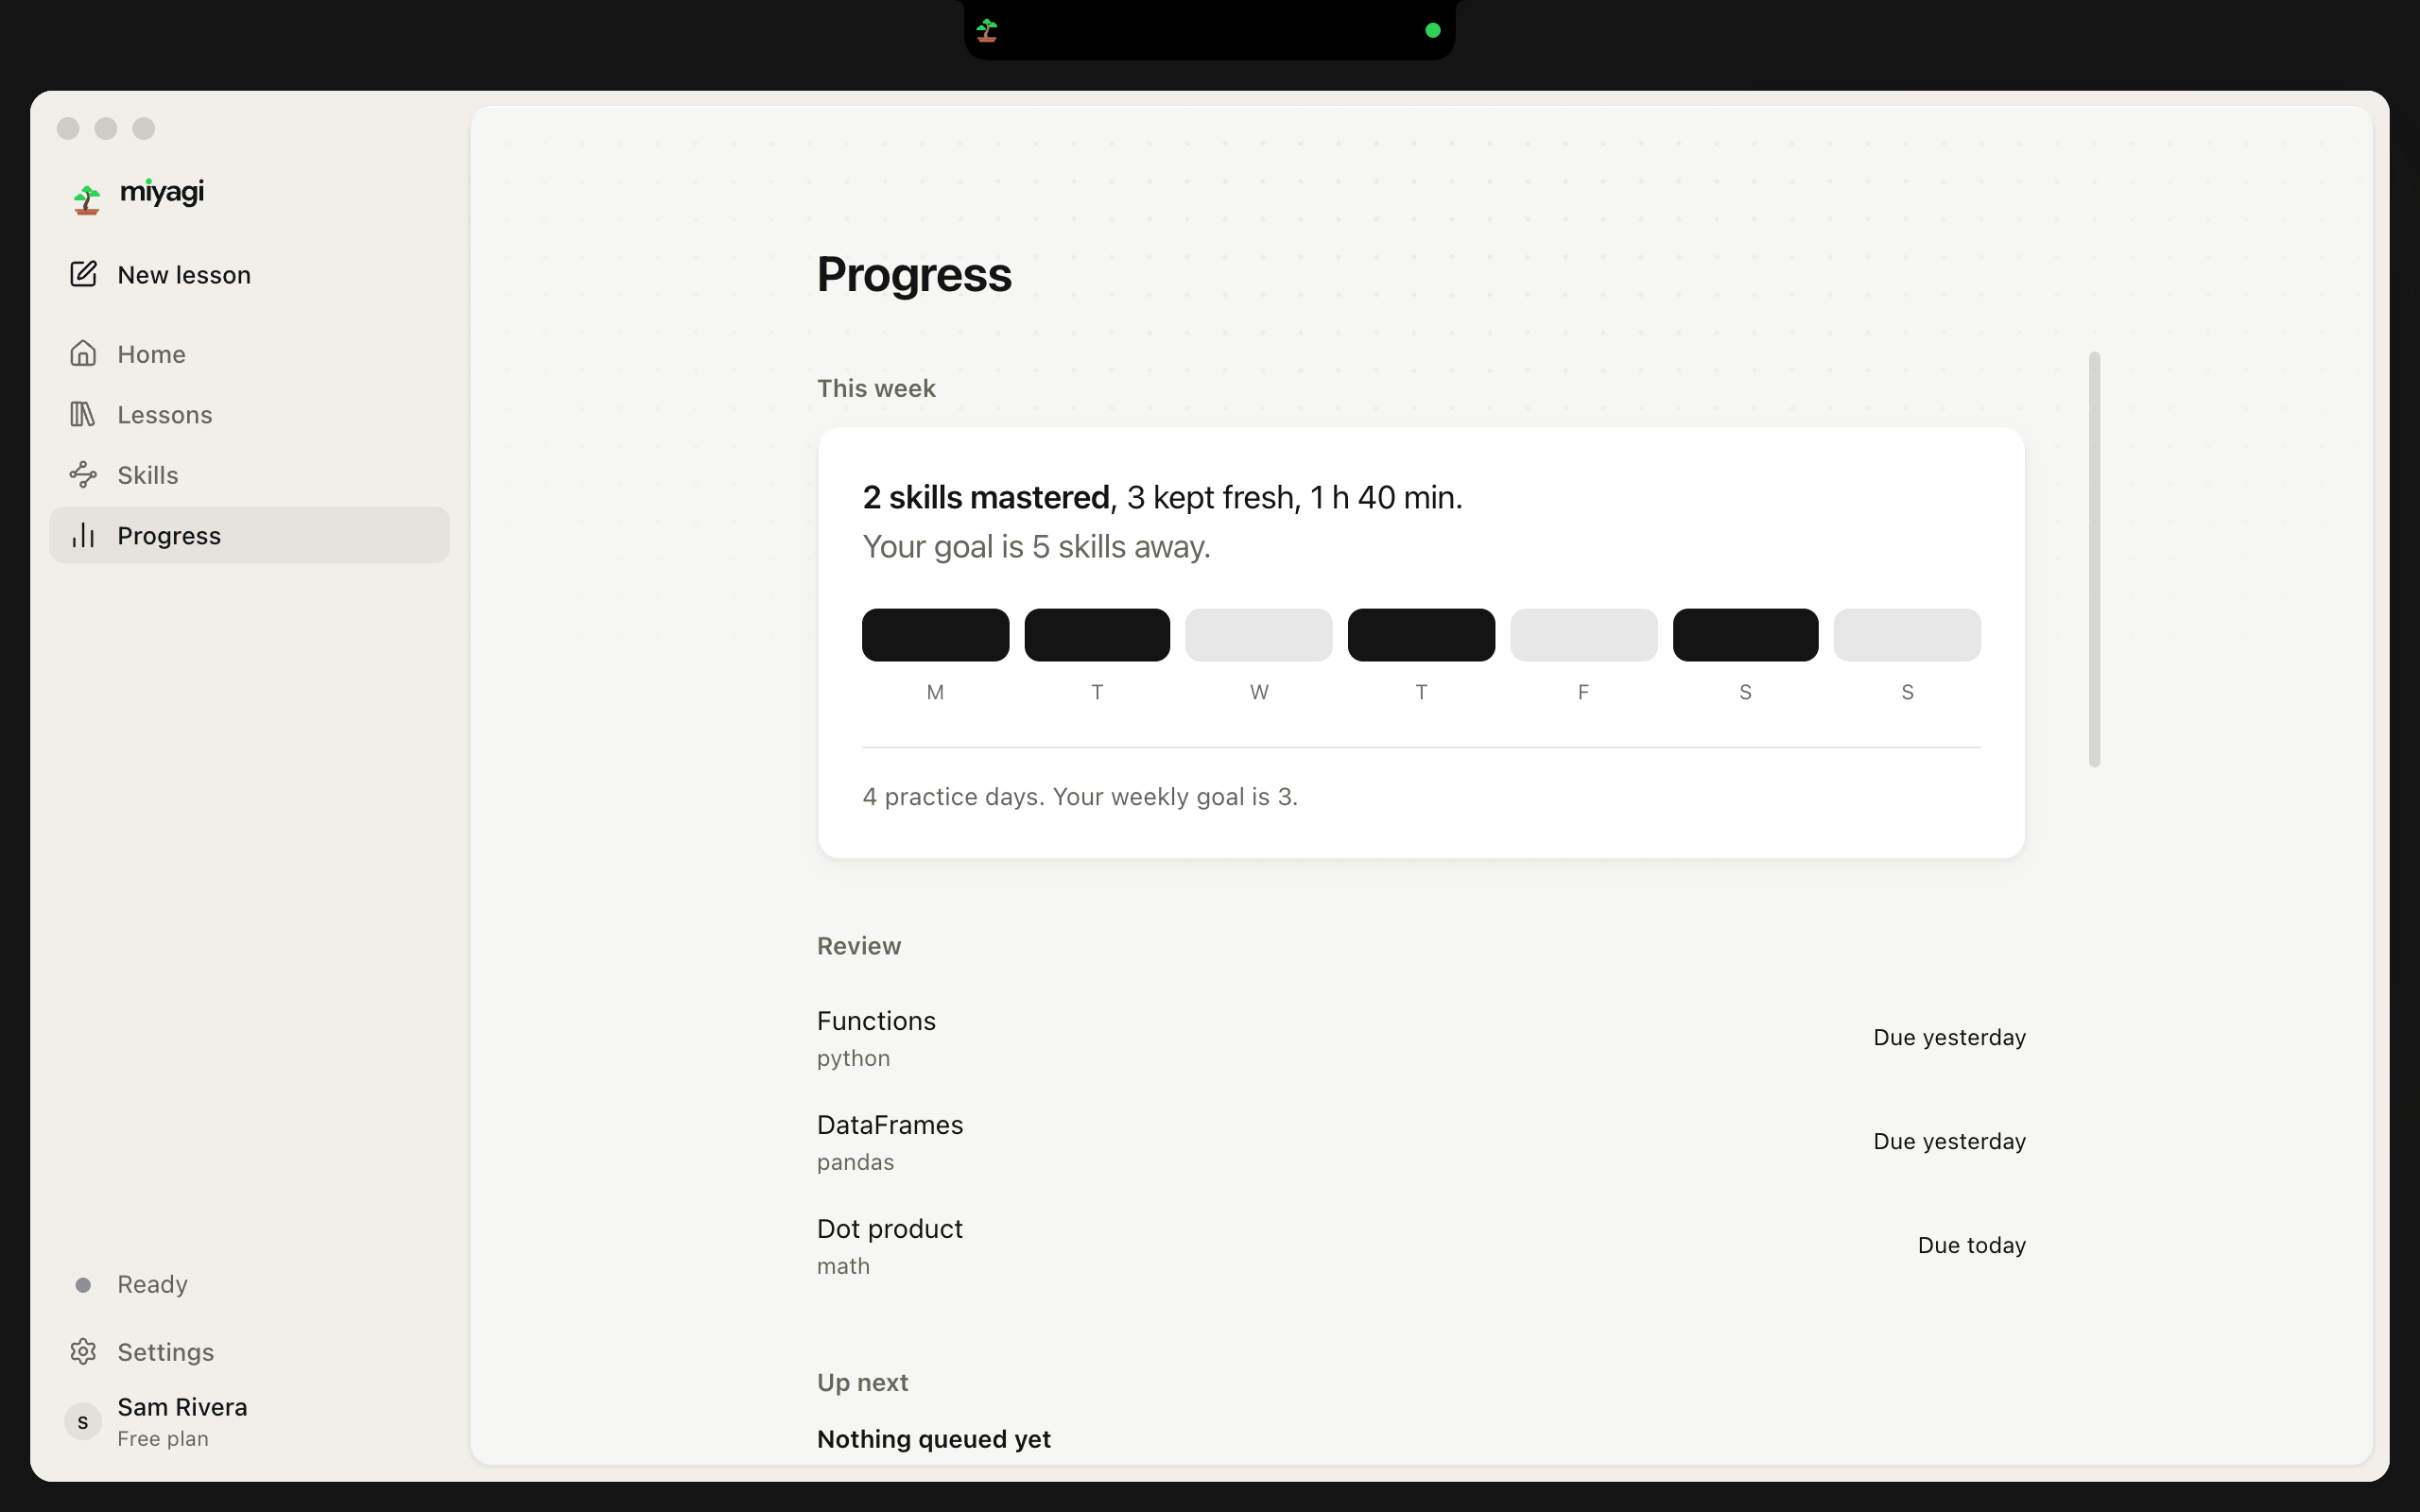 miyagi
New lesson
Home
Lessons
Skills
Progress
Ready
Settings
S
Sam Rivera
Free plan
Progress
This week
2 skills mastered, 3 kept fresh, 1 h 40 min.
Your goal is 5 skills away.
M T W T F S S
4 practice days. Your weekly goal is 3.
Review
Functions
python
Due yesterday
DataFrames
pandas
Due yesterday
Dot product
math
Due today
Up next
Nothing queued yet